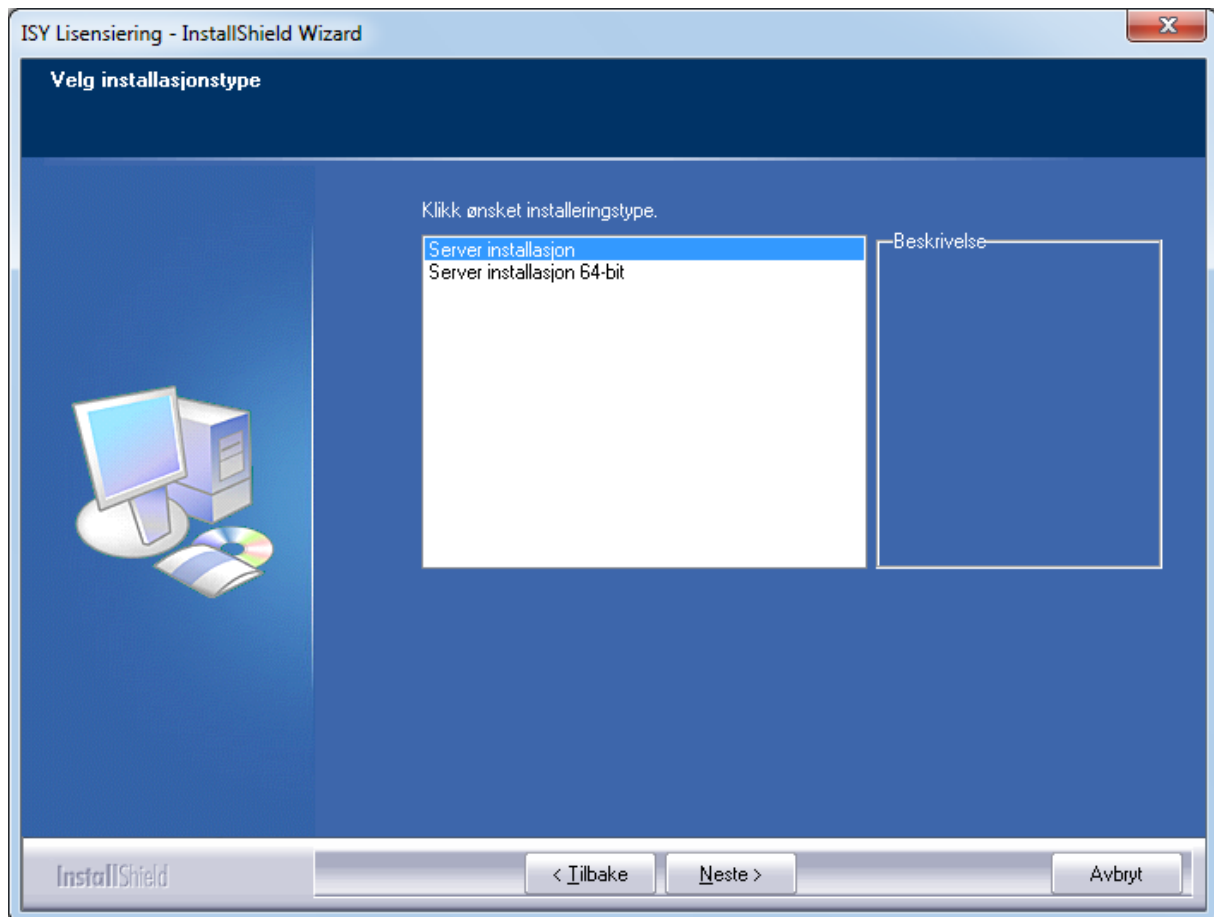 ISY Lisensiering - InstallShield Wizard
Velg installasjonstype
Klikk ønsket installeringstype.
Server installasjon
Server installasjon 64-bit
Beskrivelse
InstallShield
< Tilbake
Neste >
Avbryt